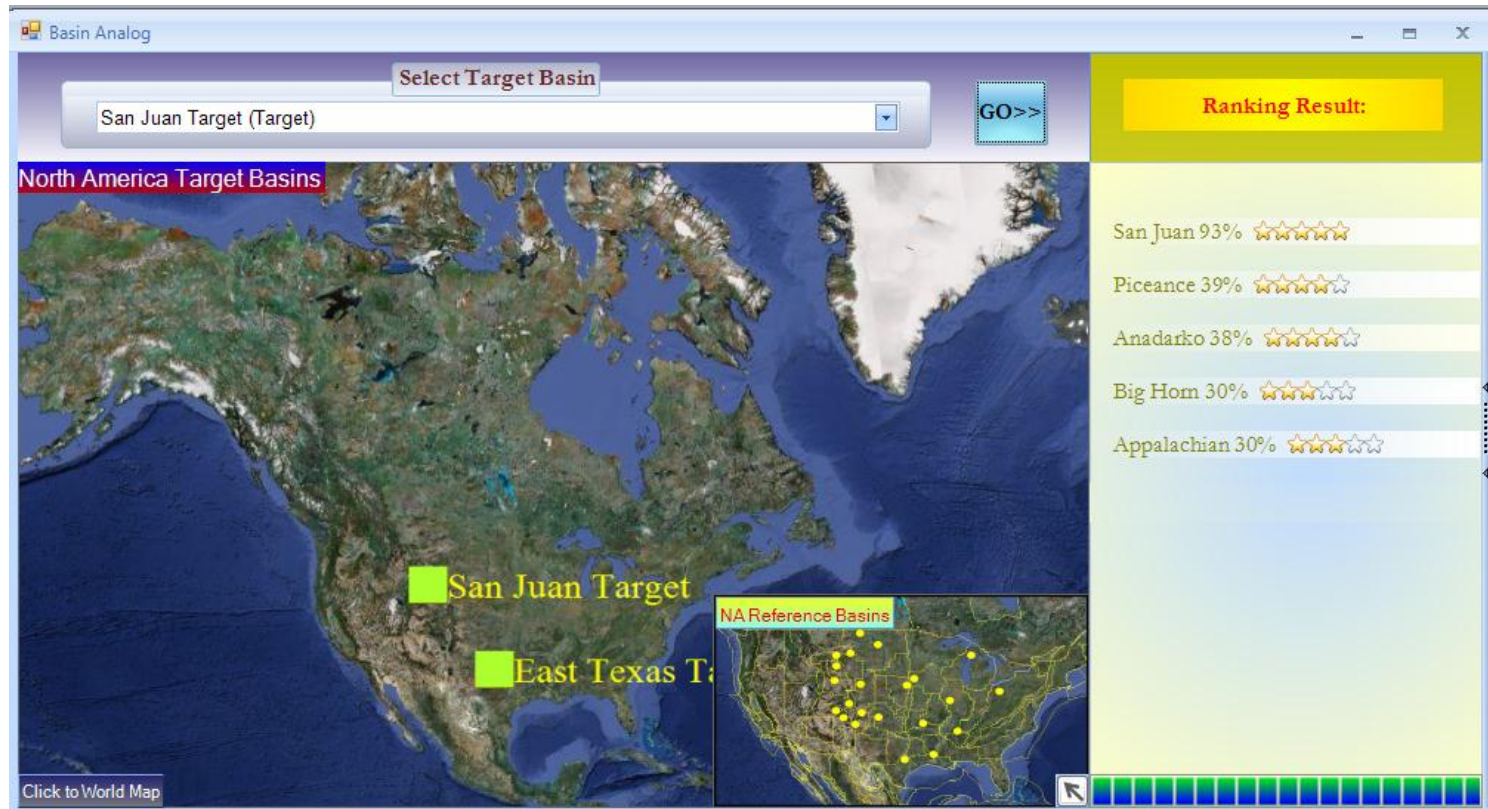 Basin Analog
Select Target Basin
San Juan Target (Target)
GO>>
Ranking Result:
North America Target Basins
San Juan 93%
Piceance 39%
Anadarko 38%
Big Horn 30%
Appalachian 30%
San Juan Target
East Texas Ta
NA Reference Basins
Click to World Map